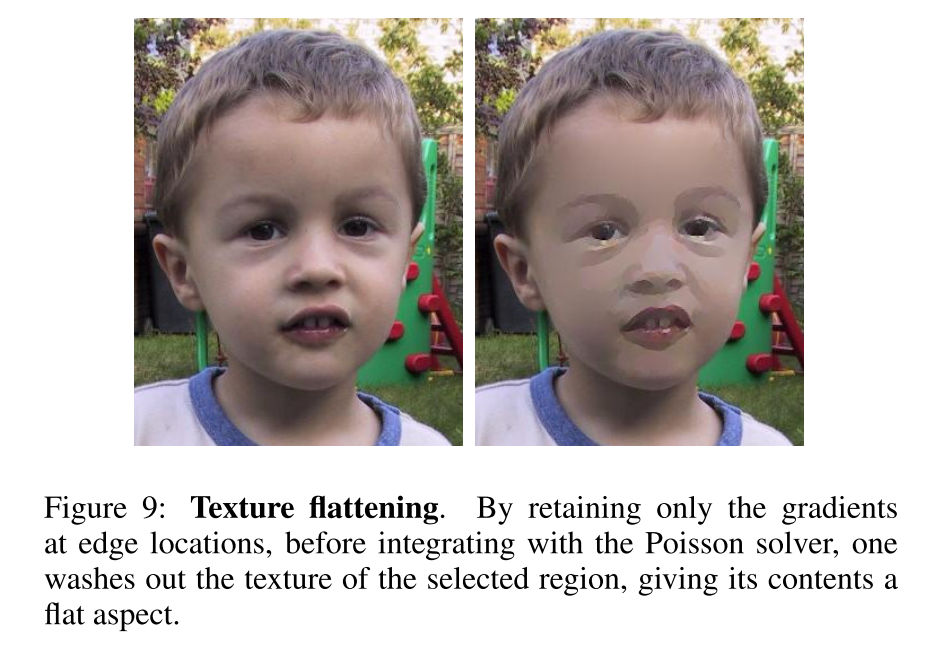 Figure 9: Texture flattening. By retaining only the gradients
at edge locations, before integrating with the Poisson solver, one
washes out the texture of the selected region, giving its contents a
flat aspect.